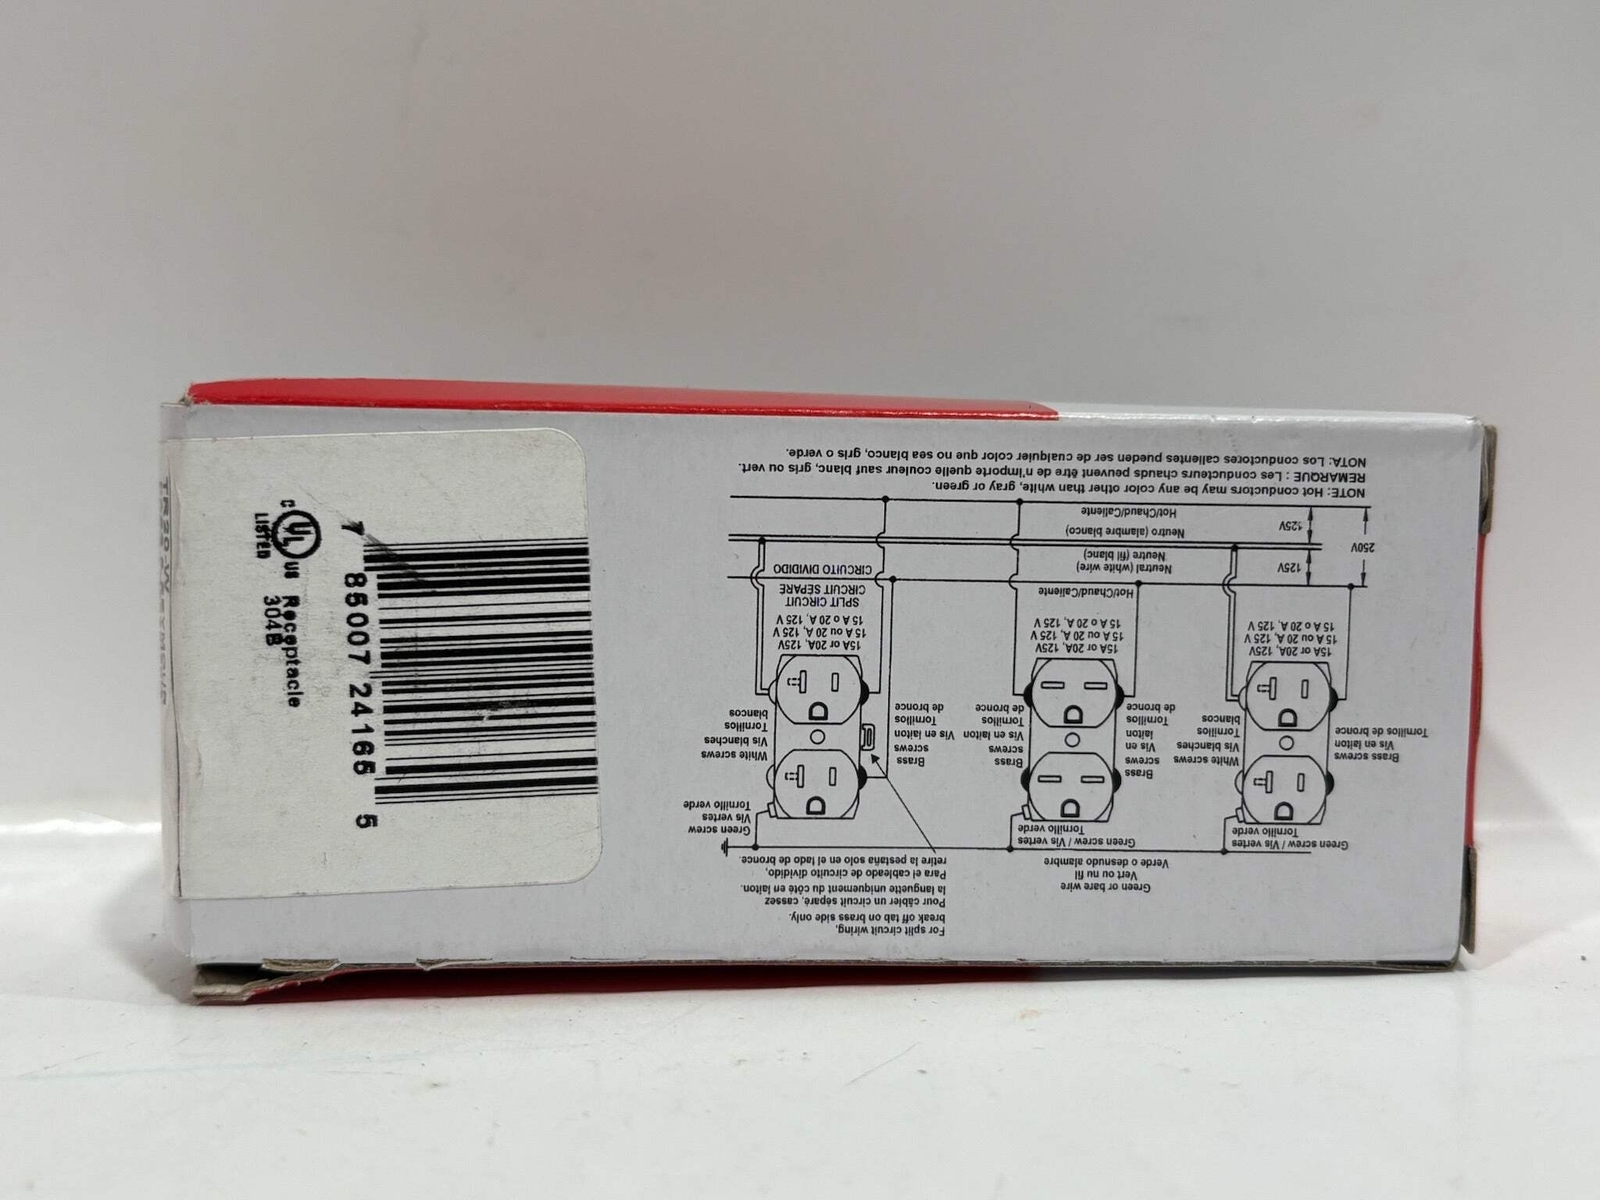 For split circuit wiring,
break off tab on brass side only.
Pour câbler un circuit séparé, cassez
la languette uniquement du côté en laiton.
Para el cableado de circuito dividido,
retire la pestaña solo en el lado de bronce.
Green or bare wire
Vert ou nu fil
Verde o desnudo alambre
Green screw / Vis vertes
Tornillo verde
Green screw / Vis vertes
Tornillo verde
Green screw
Vis vertes
Tornillo verde
Brass screws
Vis en laiton
Tornillos de bronce
White screws
Vis blanches
Tornillos
blancos
Brass
screws
Vis en
laiton
Tornillos
de bronce
Brass
screws
Vis en laiton
Tornillos
de bronce
Brass
screws
Vis en laiton
Tornillos
de bronce
White screws
Vis blanches
Tornillos
blancos
15A or 20A, 125V
15 A ou 20 A, 125 V
15 A o 20 A, 125 V
15A or 20A, 125V
15 A ou 20 A, 125 V
15 A o 20 A, 125 V
15A or 20A, 125V
15 A ou 20 A, 125 V
15 A o 20 A, 125 V
SPLIT CIRCUIT
CIRCUIT SÉPARÉ
CIRCUITO DIVIDIDO
Hot/Chaud/Caliente
Neutral (white wire)
Neutre (fil blanc)
Neutro (alambre blanco)
Hot/Chaud/Caliente
125V
125V
250V
NOTE: Hot conductors may be any color other than white, gray or green.
REMARQUE : Les conducteurs chauds peuvent être de n'importe quelle couleur sauf blanc, gris ou vert.
NOTA: Los conductores calientes pueden ser de cualquier color que no sea blanco, gris o verde.
7 85007 24165 5
C UL US
LISTED
Receptacle
304B